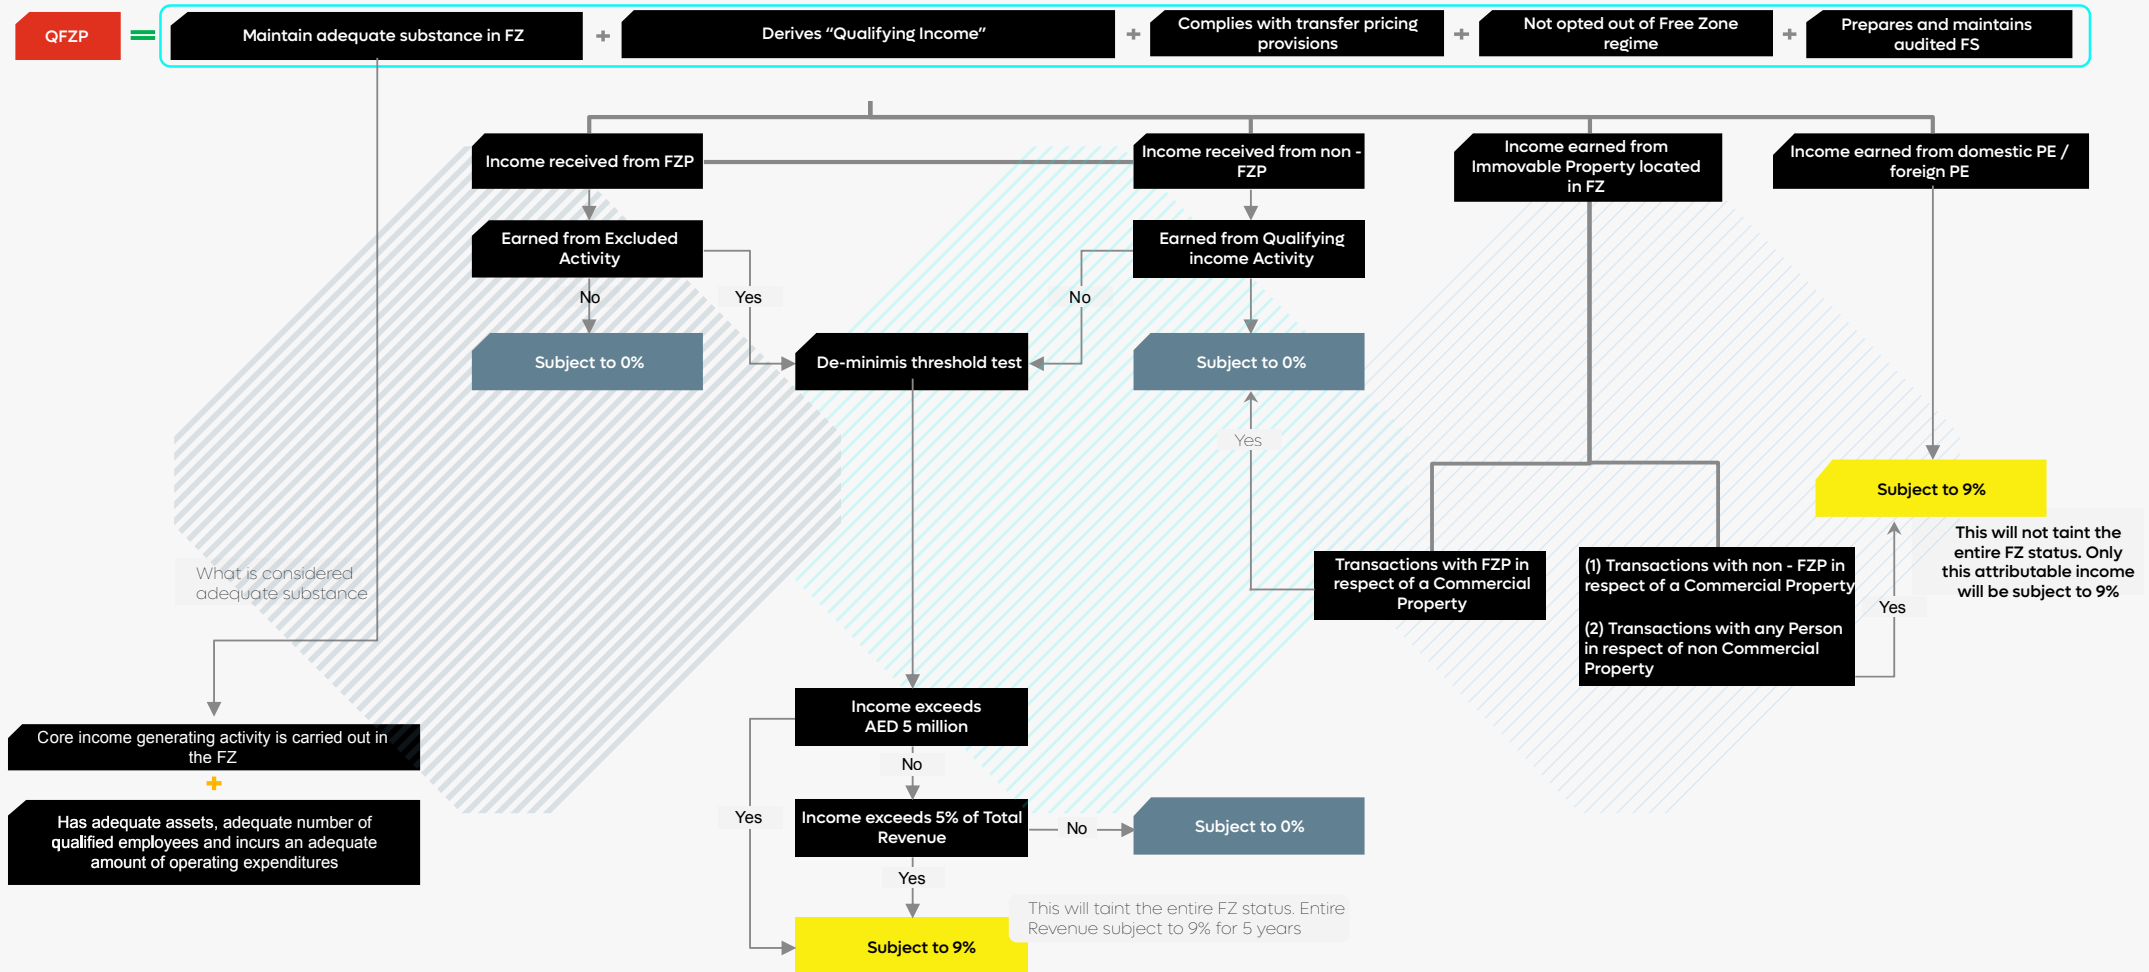 QFZP
Maintain adequate substance in FZ
+
Derives “Qualifying Income”
+
Complies with transfer pricing
provisions
+
Not opted out of Free Zone
regime
+
Prepares and maintains
audited FS
Income received from FZP
Income received from non -
FZP
Income earned from
Immovable Property located
in FZ
Income earned from domestic PE /
foreign PE
Earned from Excluded
Activity
Earned from Qualifying
income Activity
No
Yes
No
Subject to 0%
De-minimis threshold test
Subject to 0%
Yes
Subject to 9%
This will not taint the
entire FZ status. Only
this attributable income
will be subject to 9%
What is considered
adequate substance
Transactions with FZP in
respect of a Commercial
Property
(1) Transactions with non - FZP in
respect of a Commercial Property
(2) Transactions with any Person
in respect of non Commercial
Property
Yes
Income exceeds
AED 5 million
Core income generating activity is carried out in
the FZ
+
No
Has adequate assets, adequate number of
qualified employees and incurs an adequate
amount of operating expenditures
Yes
Income exceeds 5% of Total
Revenue
No
Subject to 0%
Yes
This will taint the entire FZ status. Entire
Revenue subject to 9% for 5 years
Subject to 9%